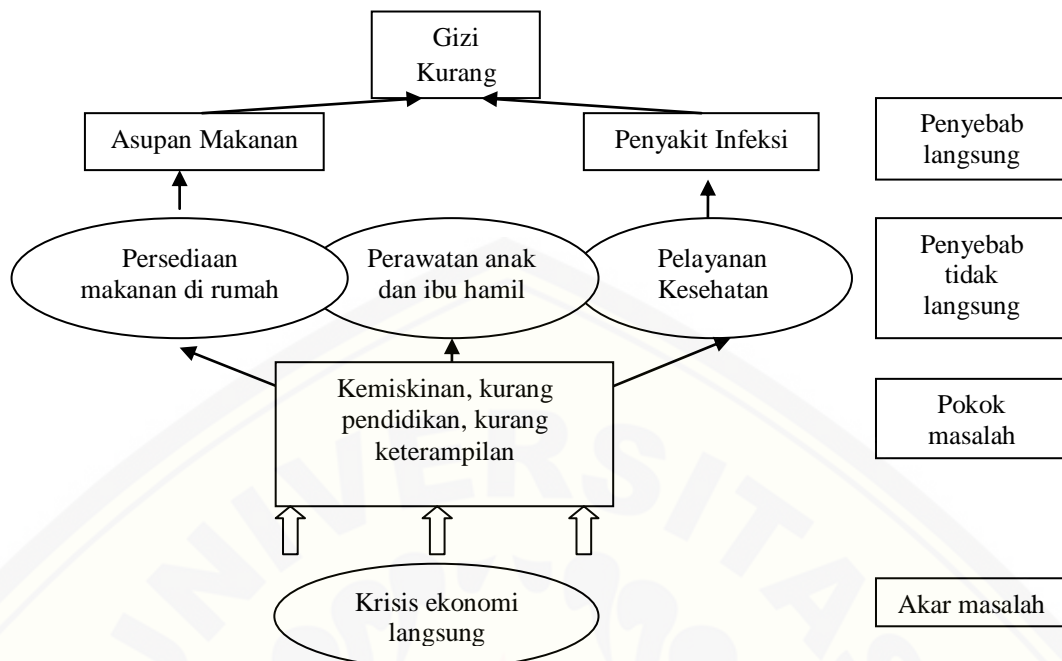 Gizi
Kurang
Asupan Makanan
Penyakit Infeksi
Penyebab
langsung
Persediaan
makanan di rumah
Perawatan anak
dan ibu hamil
Pelayanan
Kesehatan
Penyebab
tidak
langsung
Kemiskinan, kurang
pendidikan, kurang
keterampilan
Pokok
masalah
Krisis ekonomi
langsung
Akar masalah
UNIVERSITAS